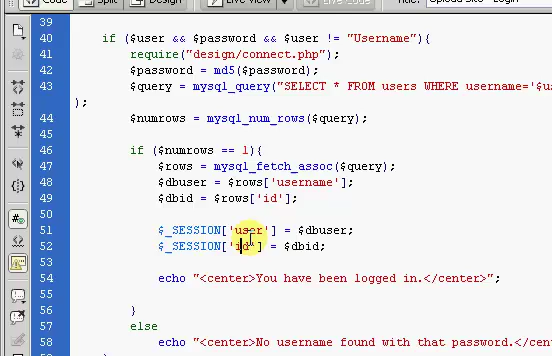 Code Split Design Live View Live Code Title: Upload Site - Login
39
40 if ($user && $password && $user != "Username"){
41 require("design/connect.php");
42 $password = md5($password);
43 $query = mysql_query("SELECT * FROM users WHERE username='$us
);
44 $numrows = mysql_num_rows($query);
45
46 if ($numrows == 1){
47 $rows = mysql_fetch_assoc($query);
48 $dbuser = $rows['username'];
49 $dbid = $rows['id'];
50
51 $_SESSION['user'] = $dbuser;
52 $_SESSION['id'] = $dbid;
53
54 echo "<center>You have been logged in.</center>";
55
56 }
57 else
58 echo "<center>No username found with that password.</ce